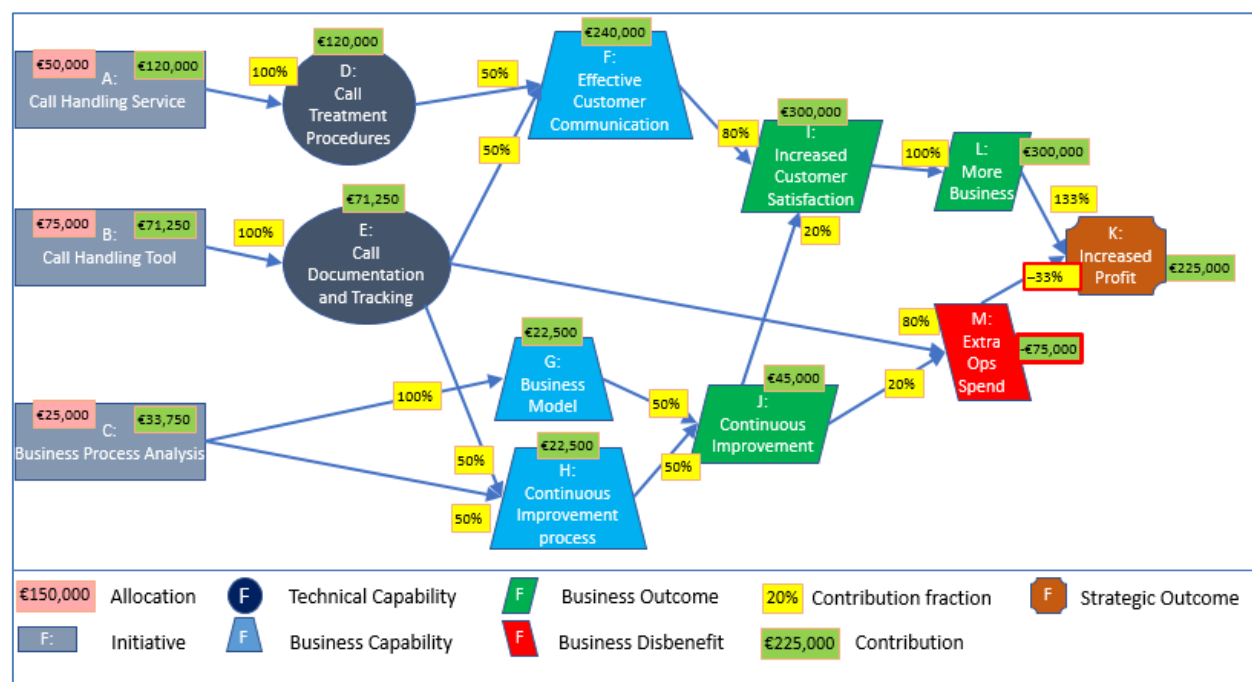 €50,000
€120,000
A:
Call Handling Service
100%
€120,000
D:
Call
Treatment
Procedures
50%
€240,000
F:
Effective
Customer
Communication
50%
80%
€300,000
I:
Increased
Customer
Satisfaction
100%
L:
More
Business
€300,000
133%
€75,000
€71,250
B:
Call Handling Tool
100%
€71,250
E:
Call
Documentation
and Tracking
20%
K:
Increased
Profit
€225,000
–33%
80%
M:
Extra
Ops
Spend
-€75,000
€25,000
€33,750
C:
Business Process Analysis
100%
€22,500
G:
Business
Model
50%
€45,000
J:
Continuous
Improvement
20%
50%
50%
€22,500
H:
Continuous
Improvement
process
50%
€150,000 Allocation
F Technical Capability
F Business Outcome
20% Contribution fraction
F Strategic Outcome
F: Initiative
F Business Capability
F Business Disbenefit
€225,000 Contribution